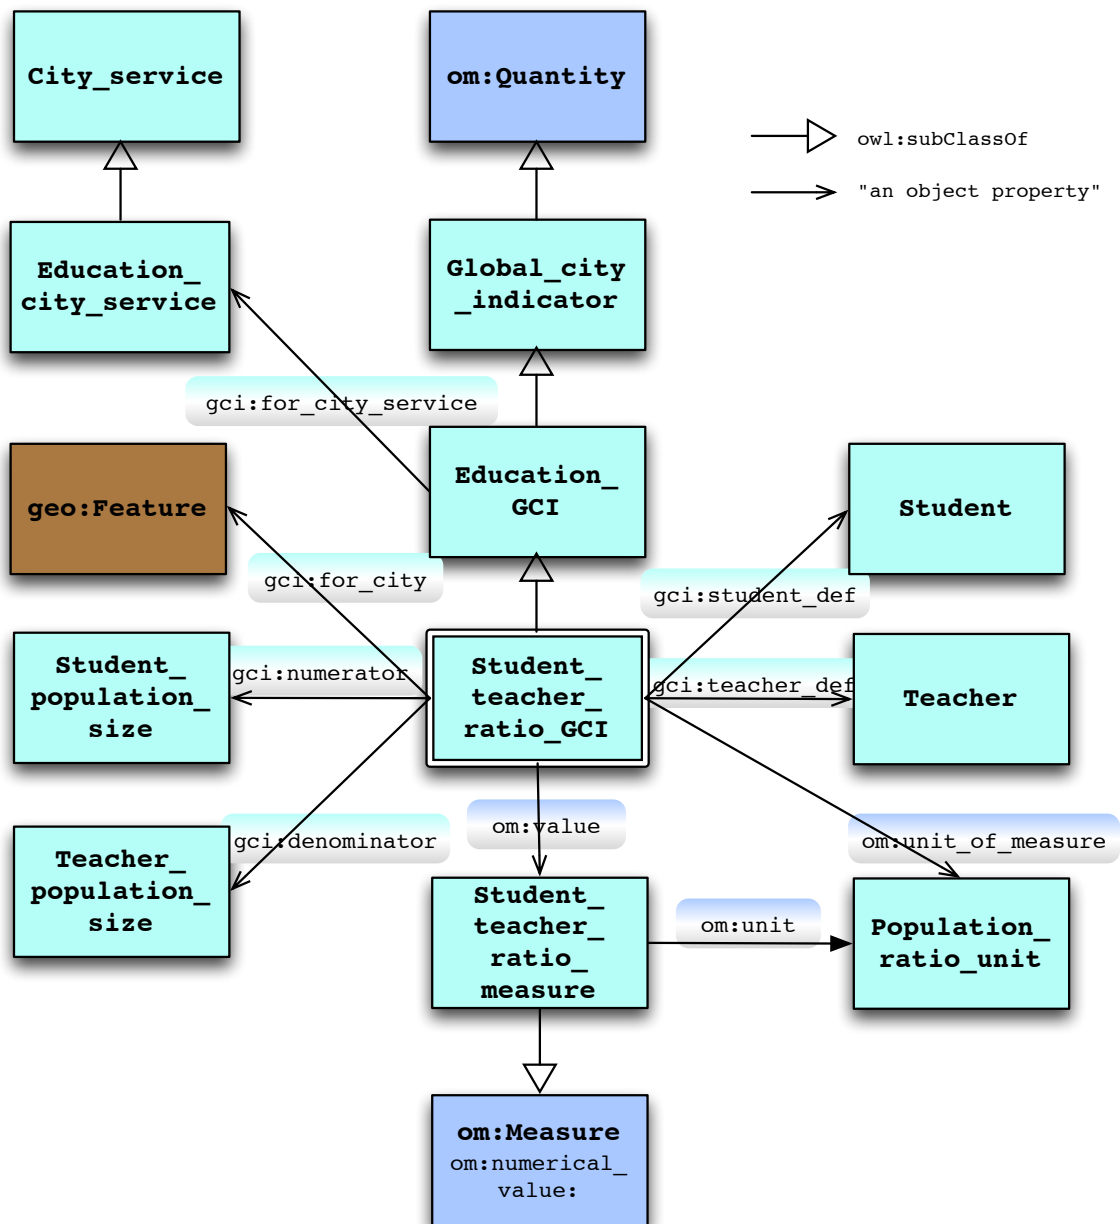 City_service
om:Quantity
owl:subClassOf
"an object property"
Education_
city_service
Global_city
_indicator
gci:for_city_service
geo:Feature
Education_
GCI
Student
gci:for_city
gci:student_def
Student_
population_
size
gci:numerator
Student_
teacher_
ratio_GCI
gci:teacher_def
Teacher
Teacher_
population_
size
gci:denominator
om:value
om:unit_of_measure
Student_
teacher_
ratio_
measure
om:unit
Population_
ratio_unit
om:Measure
om:numerical_
value: